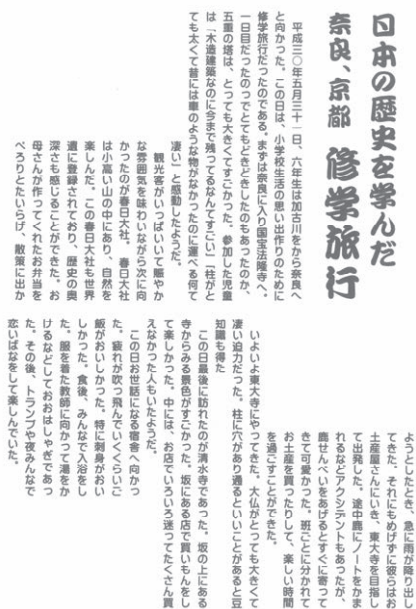 日本の歴史を学んだ
奈良、京都 修学旅行
平成三〇年五月三十一日、六年生は加古川をから奈良へ
と向かった。この日は、小学校生活の思い出作りのために
修学旅行だったのである。まずは奈良に入り国宝法隆寺へ。
一日目だったのってとてもどきどきしたのもあったのか、
五重の塔は、とっても大きくてすごかった。参加した児童
は「木造建築なのに今まで残ってるなんてすごい」一柱がと
ても太くて昔には車のような物がなかったのに運べる何て
凄い」と感動したようだ。
観光客がいっぱいいて賑やか
な雰囲気を味わいながら次に向
かったのが春日大社。春日大社
は小高い山の中にあり、自然を
楽しんだ。この春日大社も世界
遺に登録されており、歴史の奥
深さも感じることができた。お
母さんが作ってくれたお弁当を
ぺろりとたいらげ、散策に出か
ようとしたとき、急に雨が降り出し
てきた。それにもめげずに彼らはお
土産屋さんにいき、東大寺を目指し
て出発した。途中鹿にノートをかま
れるなどアクシデントもあったが、
鹿せんべいをあげるとすぐに寄って
きて可愛かった。班ごとに分かれて
お土産を買ったりして、楽しい時間
を過ごすことができた。
いよいよ東大寺にやってきた。大仏がとっても大きくて
凄い迫力だった。柱に穴があり通るといいことがあると豆
知識も得た
この日最後に訪れたのが清水寺であった。坂の上にある
寺からみる景色がすごかった。坂にある店で買いもんをし
て楽しかった。中には、お店でいろいろ迷ってたくさん買
えなかった人もいたようだ。
この日お世話になる宿舎へ向かっ
た。疲れが吹っ飛んでいくくらいご
飯がおいしかった。特に刺身がおい
しかった。食後、みんなで入浴をし
た。服を着た教師に向かって湯をか
けるなどしておおはしゃぎであっ
た。その後、トランプや夜みんなで
恋いばなをして楽しんでいた。